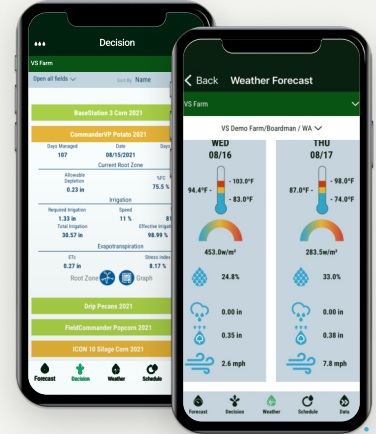 Decision
VS Farm
Open all fields
Sort By Name
BaseStation 3 Corn 2021
CommanderVP Potato 2021
Days Managed
Date
Days
107
08/15/2021
Current Root Zone
Allowable
Depletion
%FC
0.23 in
75.5 %
Irrigation
Required Irrigation
Speed
1.33 in
11 %
81
Total Irrigation
Effective Irrigat
30.57 in
98.99 %
Evapotranspiration
ETc
Stress Index
0.27 in
8.17 %
Root Zone
Graph
Drip Pecans 2021
FieldCommander Popcorn 2021
ICON 10 Silage Corn 2021
Forecast
Decision
Weather
Schedule
Back
Weather Forecast
VS Farm
VS Demo Farm/Boardman / WA
WED
THU
08/16
08/17
94.4°F -
- 103.0°F
- 83.0°F
87.0°F -
- 98.0°F
- 74.0°F
453.0w/m²
283.5w/m²
24.8%
33.0%
0.00 in
0.00 in
0.35 in
0.38 in
2.6 mph
7.8 mph
Forecast
Decision
Weather
Schedule
Data